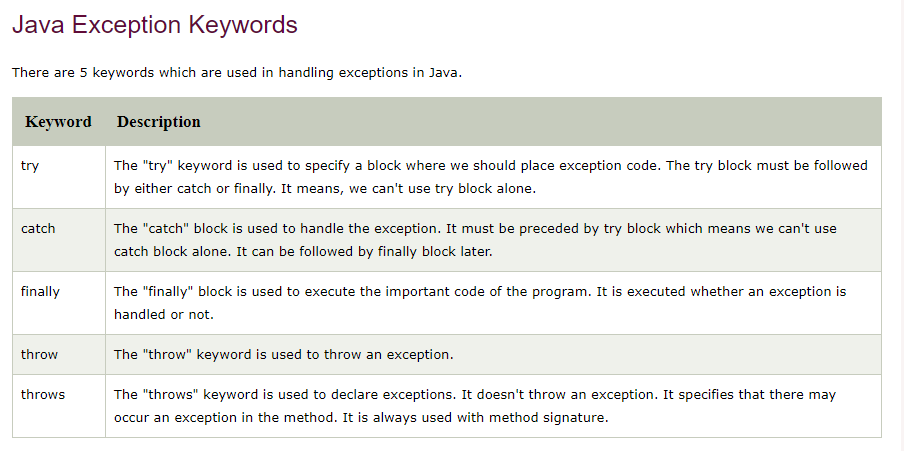 Java Exception Keywords
There are 5 keywords which are used in handling exceptions in Java.
Keyword Description
try The "try" keyword is used to specify a block where we should place exception code. The try block must be followed
by either catch or finally. It means, we can't use try block alone.
catch The "catch" block is used to handle the exception. It must be preceded by try block which means we can't use
catch block alone. It can be followed by finally block later.
finally The "finally" block is used to execute the important code of the program. It is executed whether an exception is
handled or not.
throw The "throw" keyword is used to throw an exception.
throws The "throws" keyword is used to declare exceptions. It doesn't throw an exception. It specifies that there may
occur an exception in the method. It is always used with method signature.